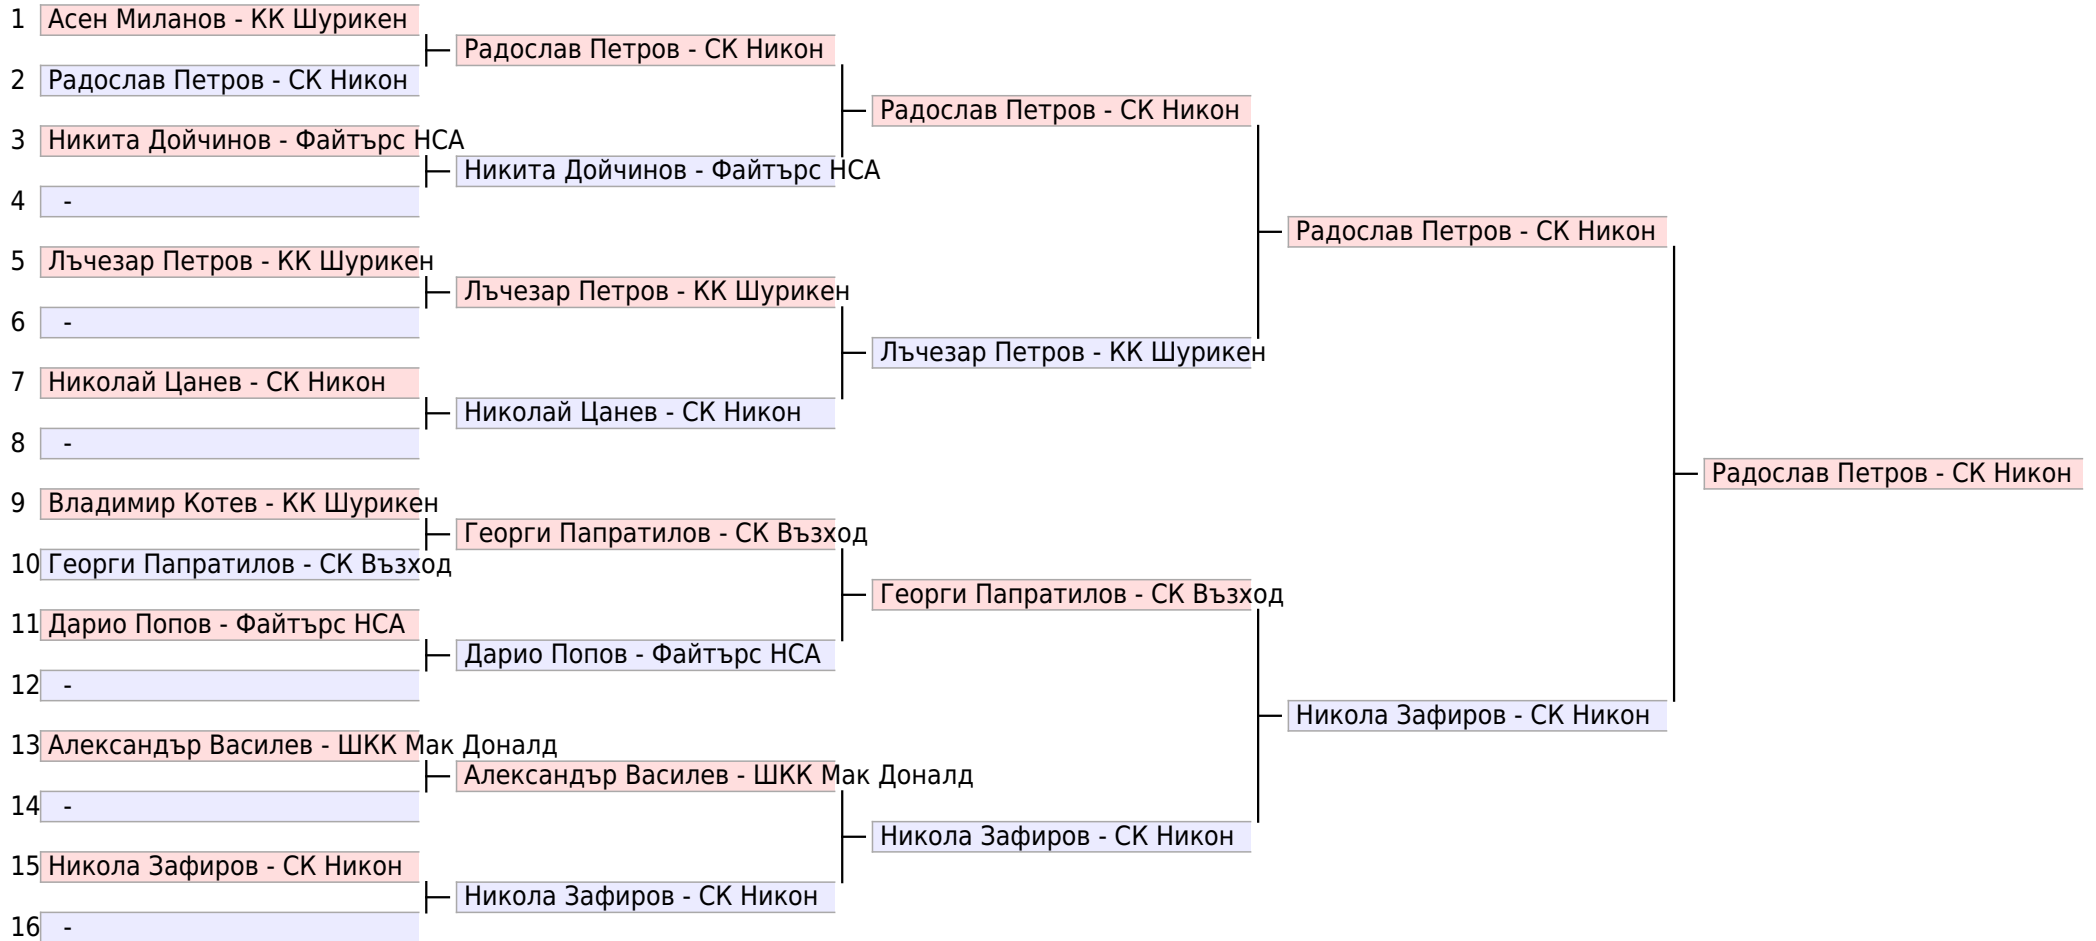 1 Асен Миланов - КК Шурикен
Радослав Петров - СК Никон
2 Радослав Петров - СК Никон
Радослав Петров - СК Никон
3 Никита Дойчинов - Файтърс НСА
Никита Дойчинов - Файтърс НСА
4 -
Радослав Петров - СК Никон
5 Лъчезар Петров - КК Шурикен
Лъчезар Петров - КК Шурикен
6 -
Лъчезар Петров - КК Шурикен
7 Николай Цанев - СК Никон
Николай Цанев - СК Никон
8 -
Радослав Петров - СК Никон
9 Владимир Котев - КК Шурикен
Георги Папратилов - СК Възход
10 Георги Папратилов - СК Възход
Георги Папратилов - СК Възход
11 Дарио Попов - Файтърс НСА
Дарио Попов - Файтърс НСА
12 -
Никола Зафиров - СК Никон
13 Александър Василев - ШКК Мак Доналд
Александър Василев - ШКК Мак Доналд
14 -
Никола Зафиров - СК Никон
15 Никола Зафиров - СК Никон
Никола Зафиров - СК Никон
16 -